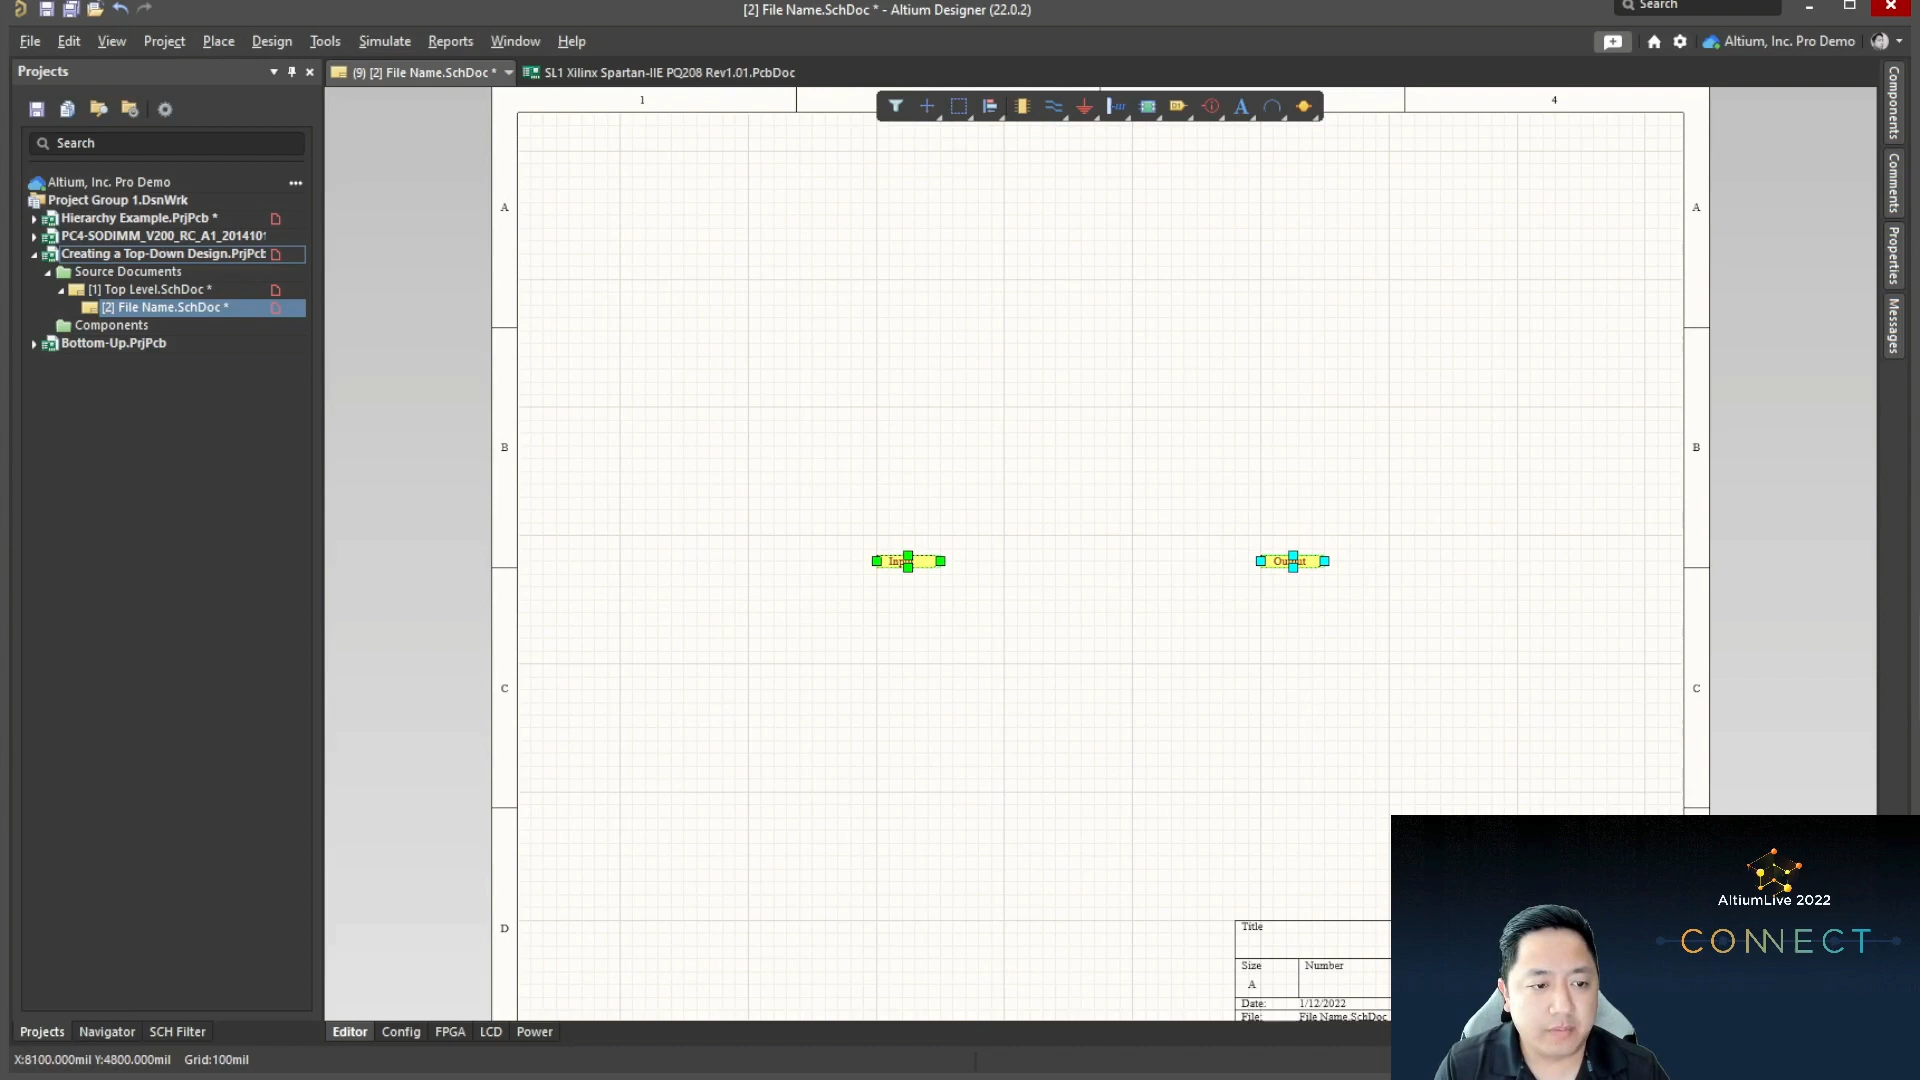 [2] File Name.SchDoc * - Altium Designer (22.0.2)
Search
File Edit View Project Place Design Tools Simulate Reports Window Help
Altium, Inc. Pro Demo
Projects
(9) [2] File Name.SchDoc *
SL1 Xilinx Spartan-IIE PQ208 Rev1.01.PcbDoc
Search
Altium, Inc. Pro Demo
Project Group 1.DsnWrk
Hierarchy Example.PrjPcb *
PC4-SODIMM_V200_RC_A1_201410
Creating a Top-Down Design.PrjPcb
Source Documents
[1] Top Level.SchDoc *
[2] File Name.SchDoc *
Components
Bottom-Up.PrjPcb
1
4
A
A
B
B
C
C
D
Output
Title
Size
Number
A
Date: 1/12/2022
File: File Name.SchDoc
Components
Comments
Properties
Messages
AltiumLive 2022
CONNECT
Projects Navigator SCH Filter
Editor Config FPGA LCD Power
X:8100.000mil Y:4800.000mil Grid:100mil